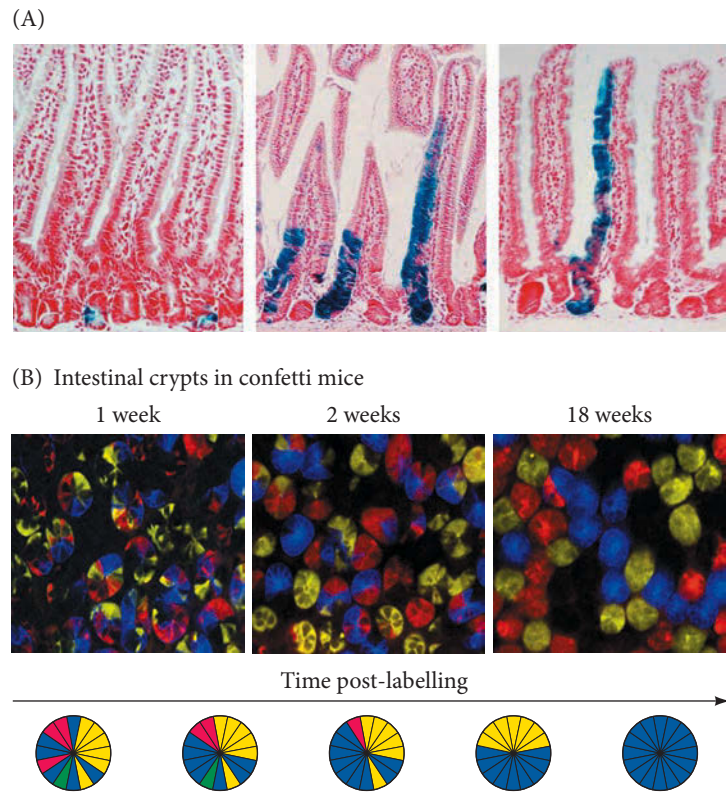 (A)
(B) Intestinal crypts in confetti mice
1 week 2 weeks 18 weeks
Time post-labelling